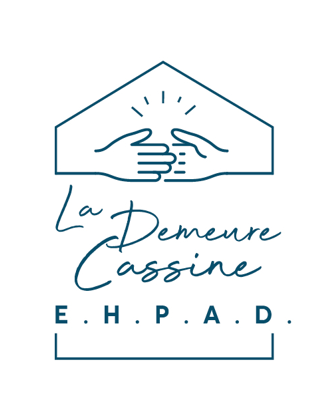 La
Demeure
Cassine
E.H.P.A.D.